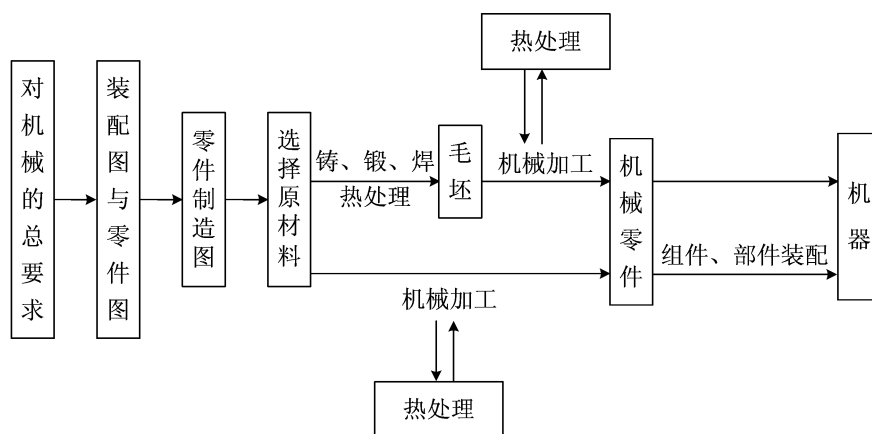 对机械的总要求
装配图与零件图
零件制造图
选择原材料
铸、锻、焊
热处理
毛坯
热处理
机械加工
机械加工
热处理
机械零件
组件、部件装配
机器